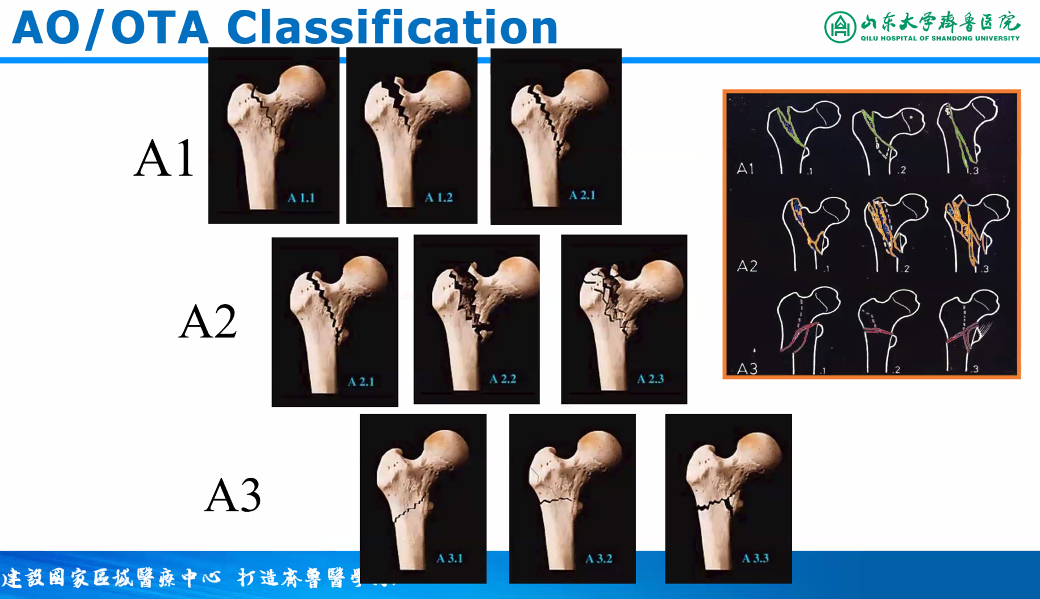 AO/OTA Classification
山东大学齊鲁医院
QILU HOSPITAL OF SHANDONG UNIVERSITY
A1
A 1.1
A 1.2
A 2.1
A2
A 2.1
A 2.2
A 2.3
A3
A 3.1
A 3.2
A 3.3
A1
.1
.2
.3
A2
.1
.2
.3
A3
.1
.2
.3
建設国家區域醫療中心 打造齊魯醫學